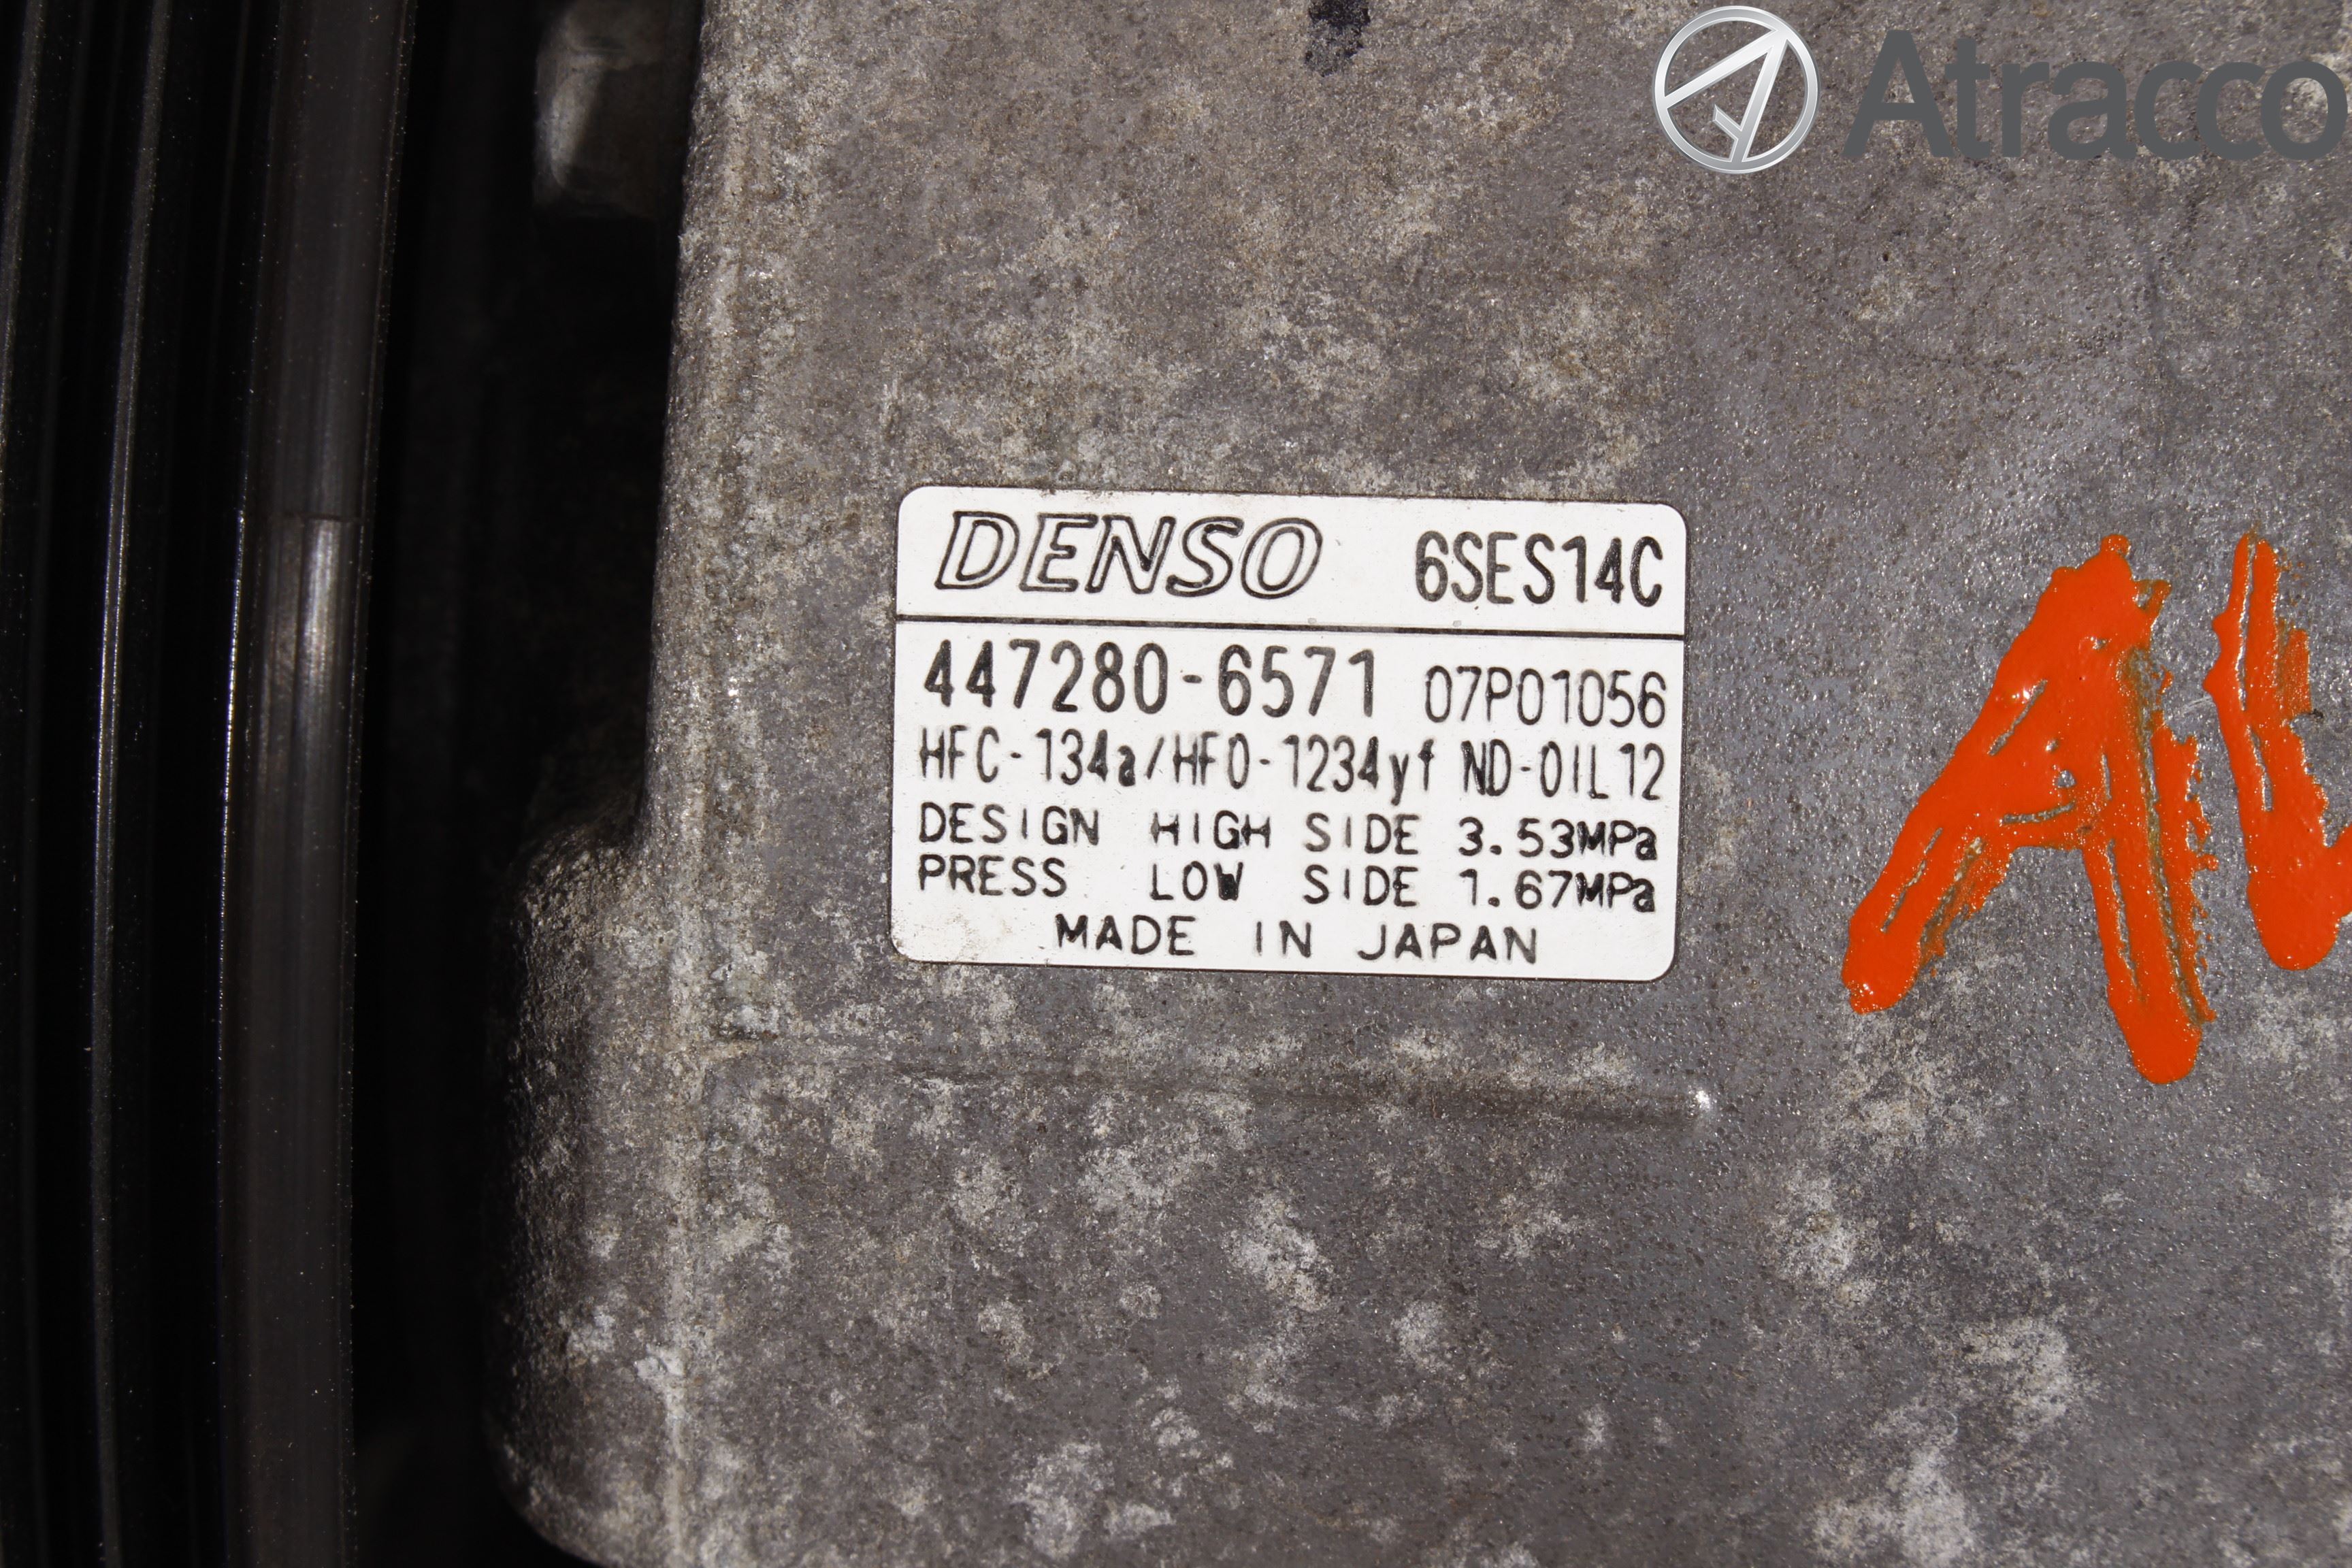 Atracco
DENSO 6SES14C
447280-6571 07P01056
HFC-134a/HFO-1234yf ND-OIL12
DESIGN HIGH SIDE 3.53MPa
PRESS LOW SIDE 1.67MPa
MADE IN JAPAN